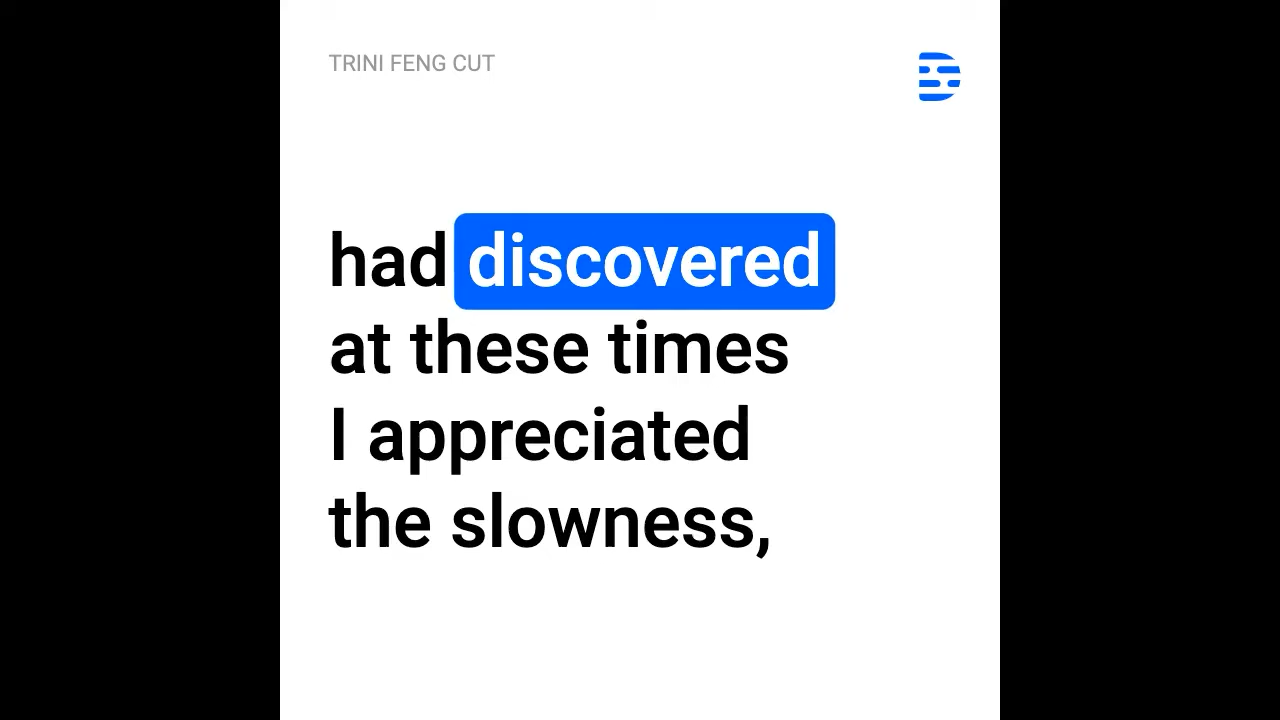 TRINI FENG CUT
had discovered
at these times
I appreciated
the slowness,